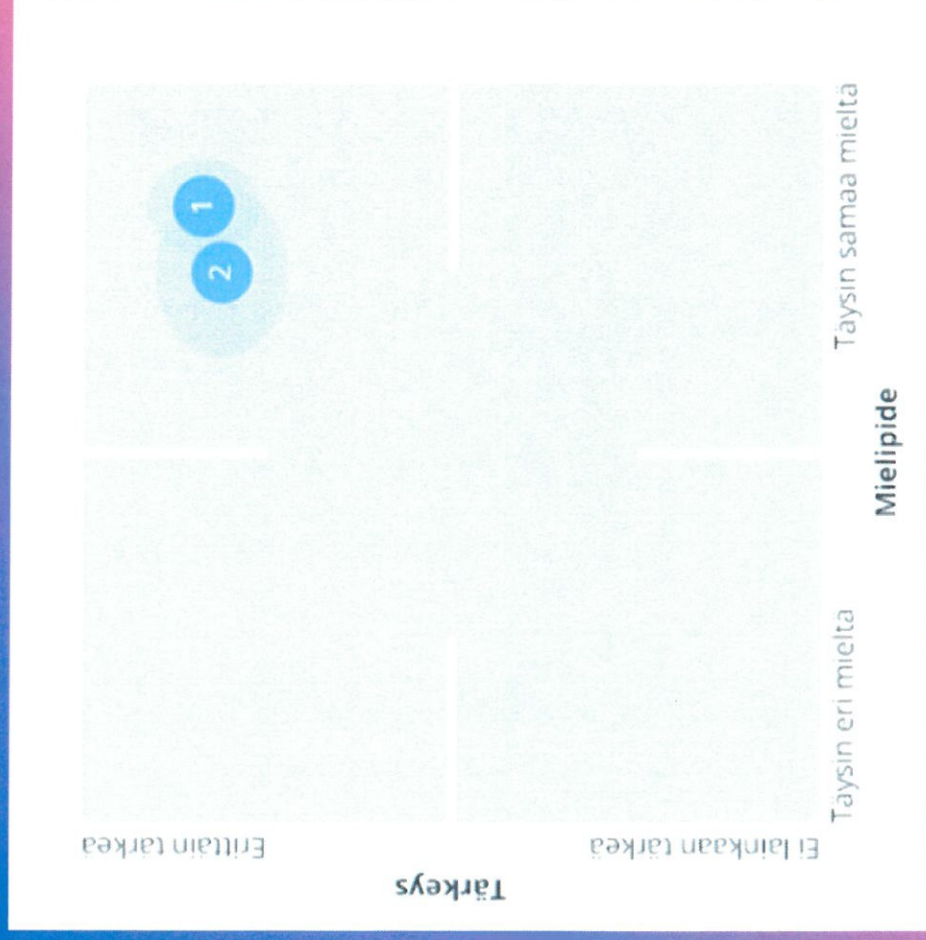 Erittäin tärkeä
1
2
Tärkeys
Ei lainkaan tärkeä
Täysin eri mieltä
Täysin samaa mieltä
Mielipide